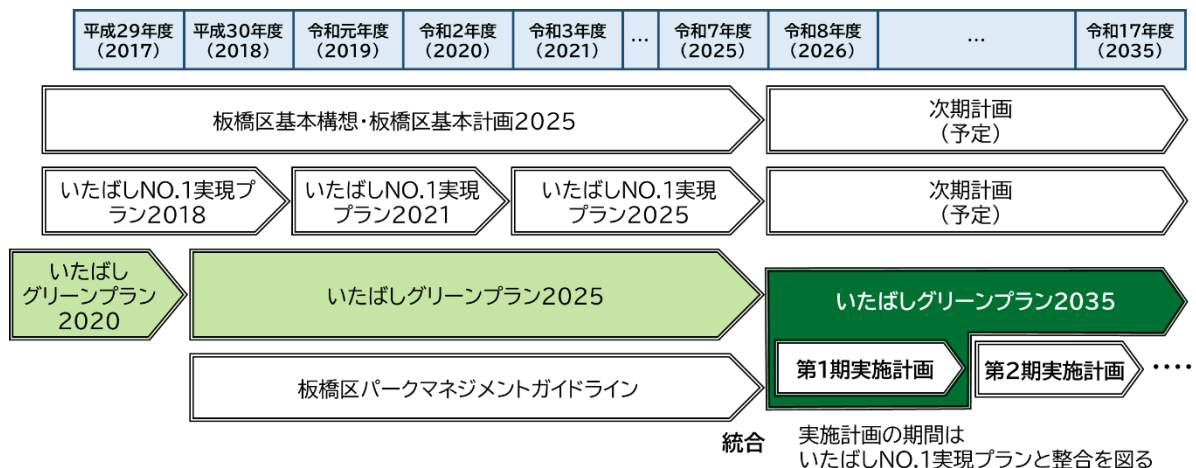 平成29年度 平成30年度 令和元年度 令和2年度 令和3年度 … 令和7年度 令和8年度 … 令和17年度
(2017) (2018) (2019) (2020) (2021) (2025) (2026) (2035)
板橋区基本構想・板橋区基本計画2025
次期計画
(予定)
いたばしNO.1実現プ
ラン2018
いたばしNO.1実現
プラン2021
いたばしNO.1実現
プラン2025
次期計画
(予定)
いたばし
グリーンプラン
2020
いたばしグリーンプラン2025
いたばしグリーンプラン2035
第1期実施計画
第2期実施計画
‥‥
板橋区パークマネジメントガイドライン
統合
実施計画の期間は
いたばしNO.1実現プランと整合を図る